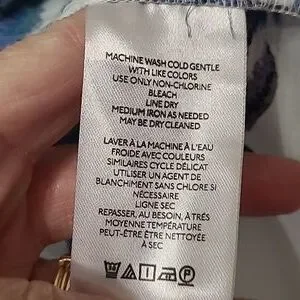 MACHINE WASH COLD GENTLE
WITH LIKE COLORS
USE ONLY NON-CHLORINE
BLEACH
LINE DRY
MEDIUM IRON AS NEEDED
MAY BE DRY CLEANED
LAVER À LA MACHINE À L'EAU
FROIDE AVEC COULEURS
SIMILAIRES CYCLE DÉLICAT
UTILISER UN AGENT DE
BLANCHIMENT SANS CHLORE SI
NÉCESSAIRE
LIGNE SEC
REPASSER, AU BESOIN, À TRÈS
MOYENNE TEMPÉRATURE
PEUT-ÊTRE ÊTRE NETTOYÉE
À SEC